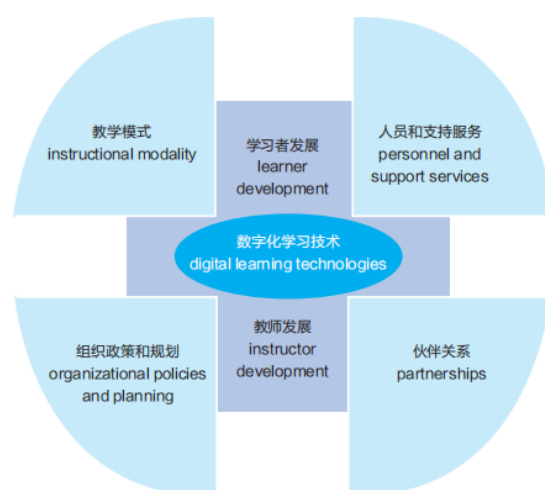 教学模式
instructional modality
学习者发展
learner
development
人员和支持服务
personnel and
support services
数字化学习技术
digital learning technologies
组织政策和规划
organizational policies
and planning
教师发展
instructor
development
伙伴关系
partnerships